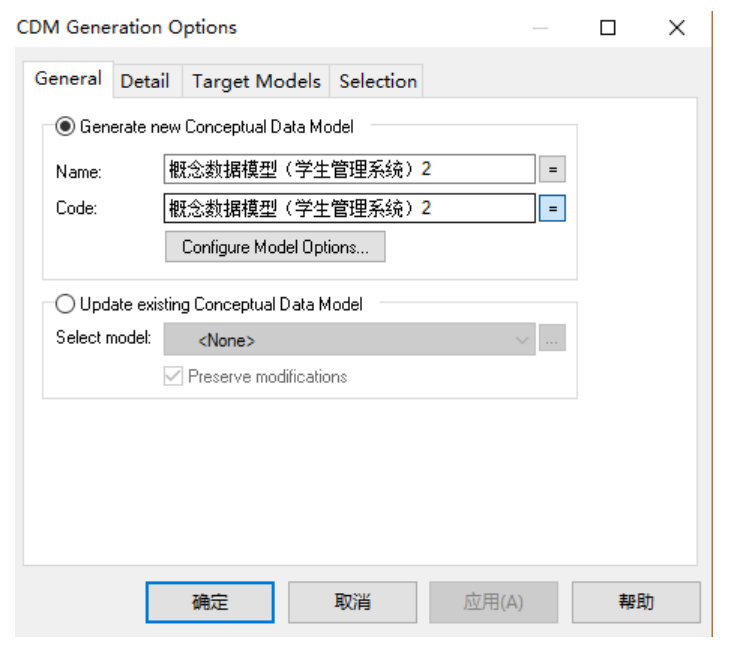 CDM Generation Options
General Detail Target Models Selection
Generate new Conceptual Data Model
Name: 概念数据模型（学生管理系统）2 =
Code: 概念数据模型（学生管理系统）2 =
Configure Model Options...
Update existing Conceptual Data Model
Select model: <None> ...
Preserve modifications
确定 取消 应用(A) 帮助